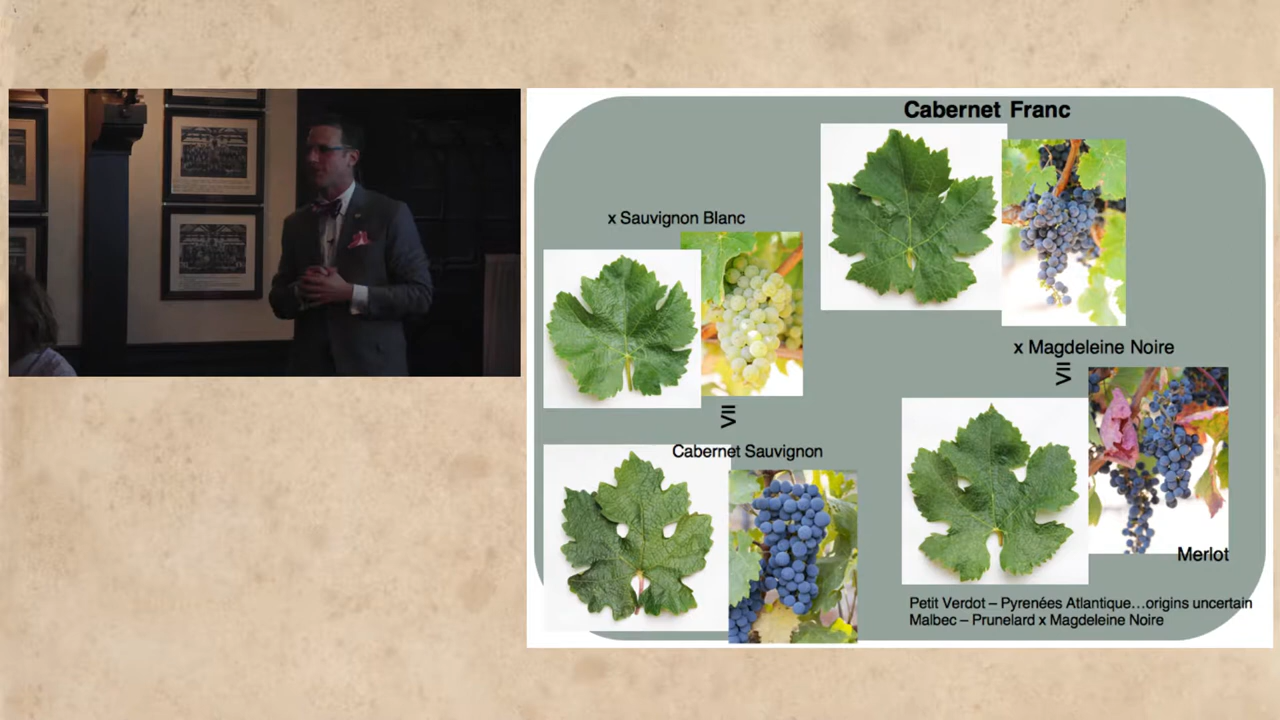 Cabernet Franc
x Sauvignon Blanc
x Magdeleine Noire
=
=
Cabernet Sauvignon
Merlot
Petit Verdot – Pyrenées Atlantique…origins uncertain
Malbec – Prunelard x Magdeleine Noire